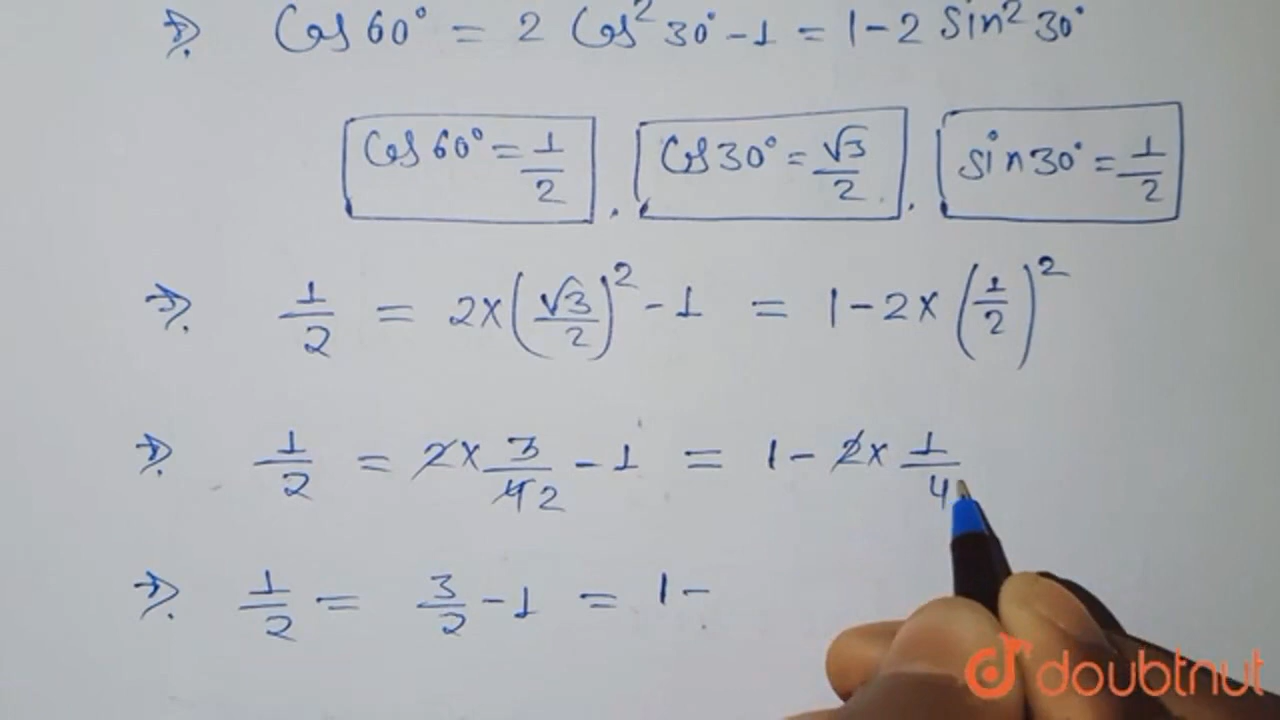 ⇒. Cos 60° = 2 Cos² 30° - 1 = 1 - 2 Sin² 30°
Cos 60° = 1/2 , Cos 30° = √3/2 , Sin 30° = 1/2
⇒. 1/2 = 2 × (√3/2)² - 1 = 1 - 2 × (1/2)²
⇒. 1/2 = 2 × 3/4 2 - 1 = 1 - 2 × 1/4
⇒. 1/2 = 3/2 - 1 = 1 -
doubtnut